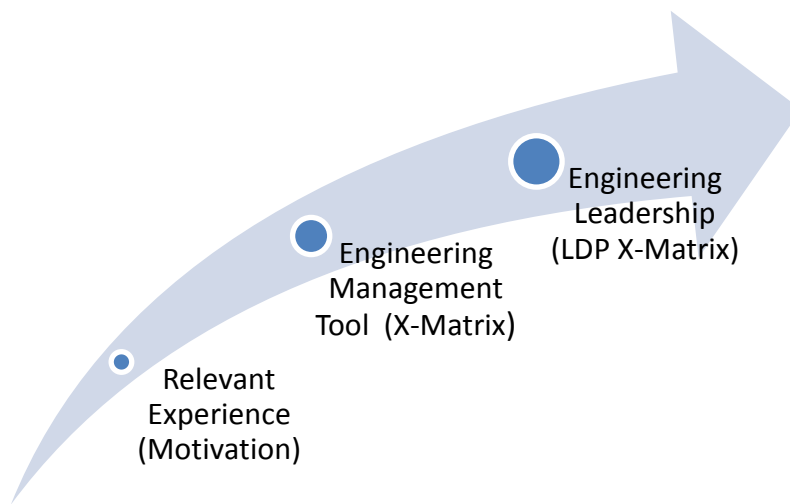 Engineering
Leadership
(LDP X-Matrix)
Engineering
Management
Tool  (X-Matrix)
Relevant
Experience
(Motivation)